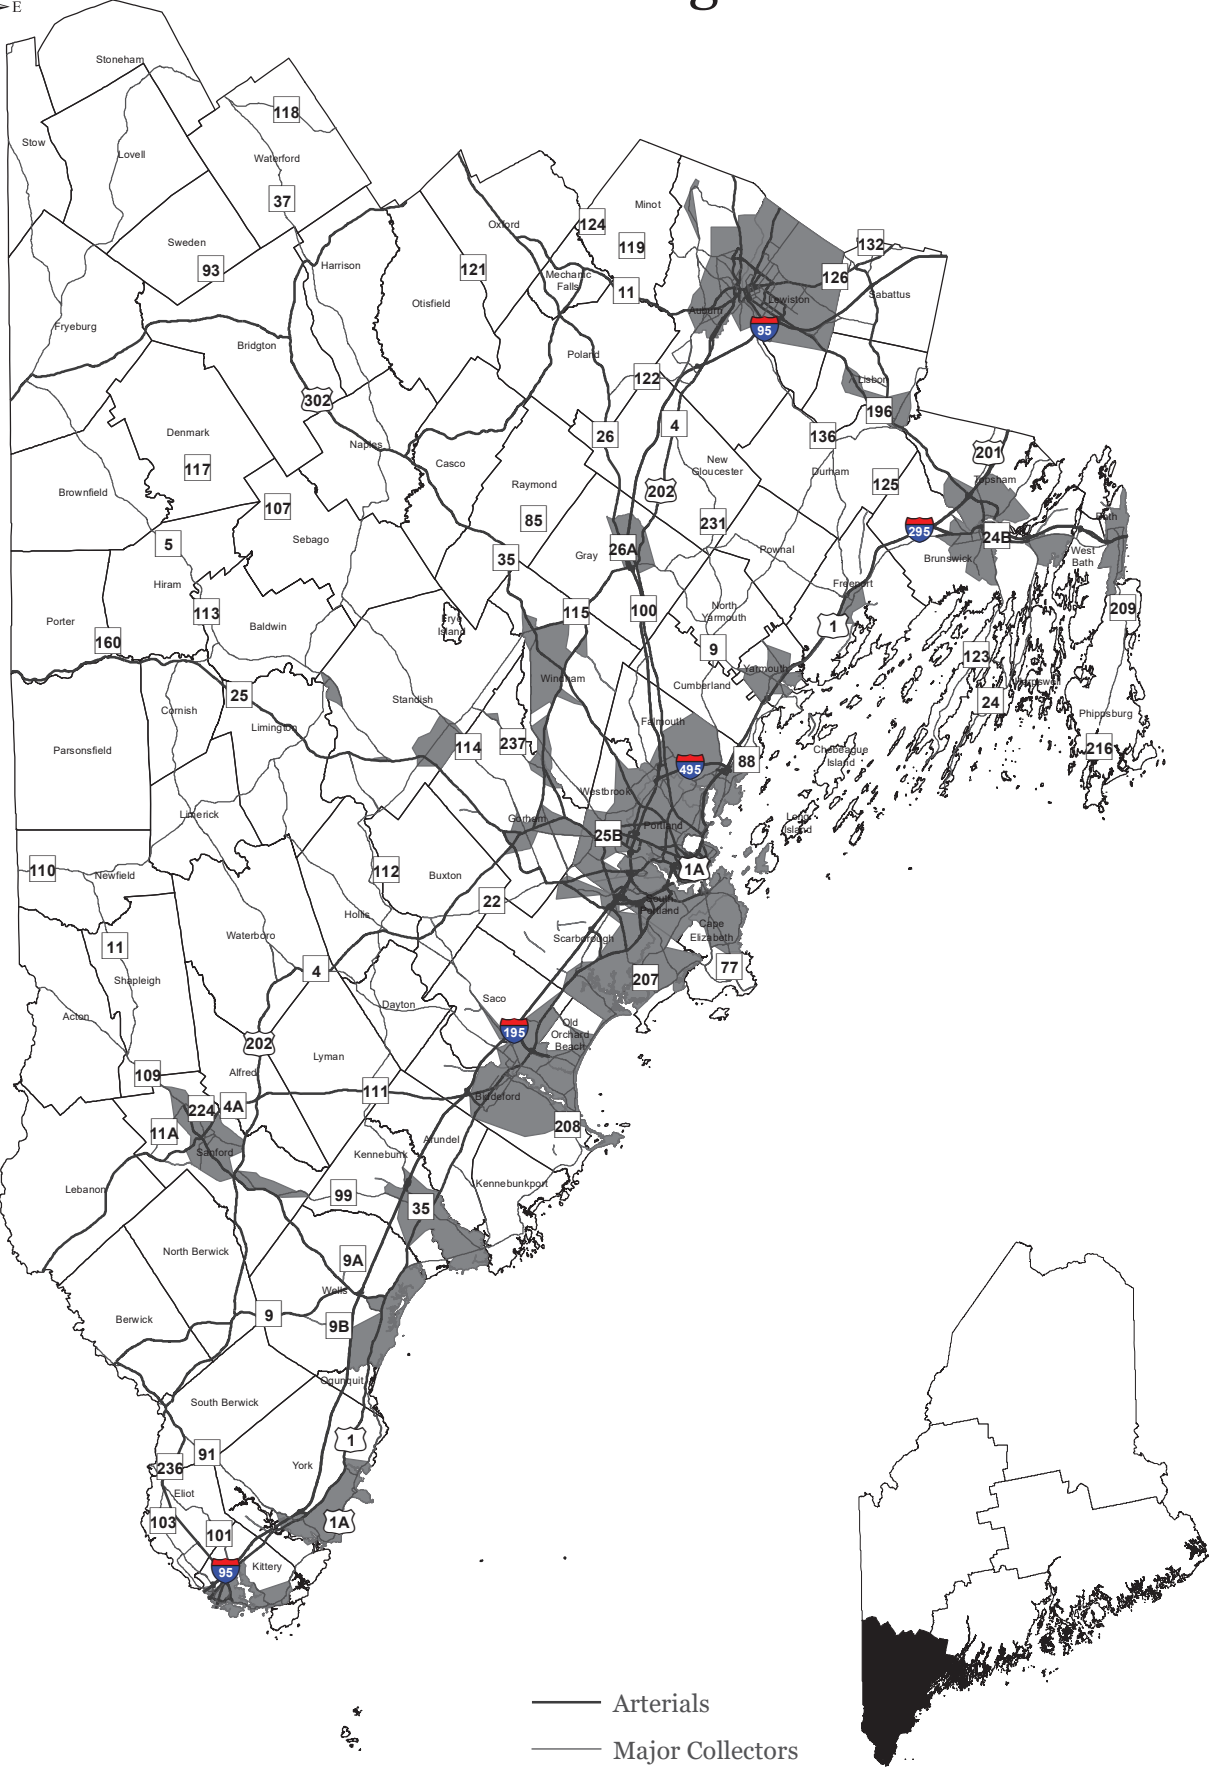 E
g
Stoneham
118
Stow
Lovell
Waterford
37
Minot
124
Oxford
119
132
Sweden
93
Harrison
121
Mechanic
Falls
11
126
Sabattus
Otisfield
Auburn
Lewiston
95
Fryeburg
Bridgton
Poland
122
Lisbon
302
196
Denmark
117
Naples
26
4
136
201
Casco
New
Gloucester
Durham
Brownfield
107
Raymond
202
125
Topsham
85
231
Bath
5
Sebago
295
24B
35
Gray
26A
Pownal
Brunswick
West
Bath
Hiram
Freeport
113
115
100
North
Yarmouth
209
Porter
160
Baldwin
Frye
Island
1
9
Yarmouth
123
25
Windham
Cumberland
Harpswell
Standish
24
Cornish
Limington
Falmouth
Phippsburg
Parsonsfield
114
237
495
88
Chebeague
Island
216
Westbrook
Limerick
Gorham
25B
Portland
Long
Island
110
Newfield
112
Buxton
1A
22
South
Portland
Hollis
Cape
Elizabeth
11
Waterboro
Scarborough
4
207
77
Shapleigh
Dayton
Saco
Acton
195
Old
Orchard
Beach
202
Lyman
109
Alfred
111
Biddeford
224
4A
208
11A
Arundel
Sanford
Kennebunk
Lebanon
99
35
Kennebunkport
North Berwick
9A
Wells
9
9B
Berwick
Ogunquit
South Berwick
1
91
236
York
Eliot
103
101
1A
95
Kittery
Arterials
Major Collectors